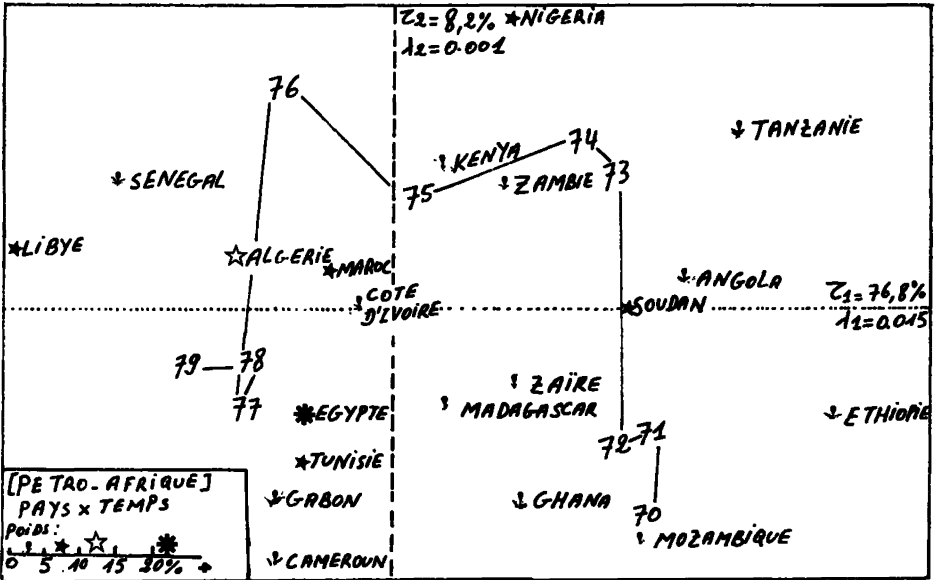 τ2=8,2% NIGERIA
λ2=0.001
76
TANZANIE
74
KENYA
SENEGAL
ZAMBIE 73
75
LIBYE
ALGERIE
MAROC
ANGOLA
COTE
D'IVOIRE
SOUDAN
τ1=76,8%
λ1=0.015
79 78
ZAÏRE
77
EGYPTE
MADAGASCAR
ETHIOPIE
72 71
TUNISIE
[PETRO-AFRIQUE]
PAYS x TEMPS
GABON
GHANA
70
POIDS:
MOZAMBIQUE
0 5 10 15 20%
CAMEROUN